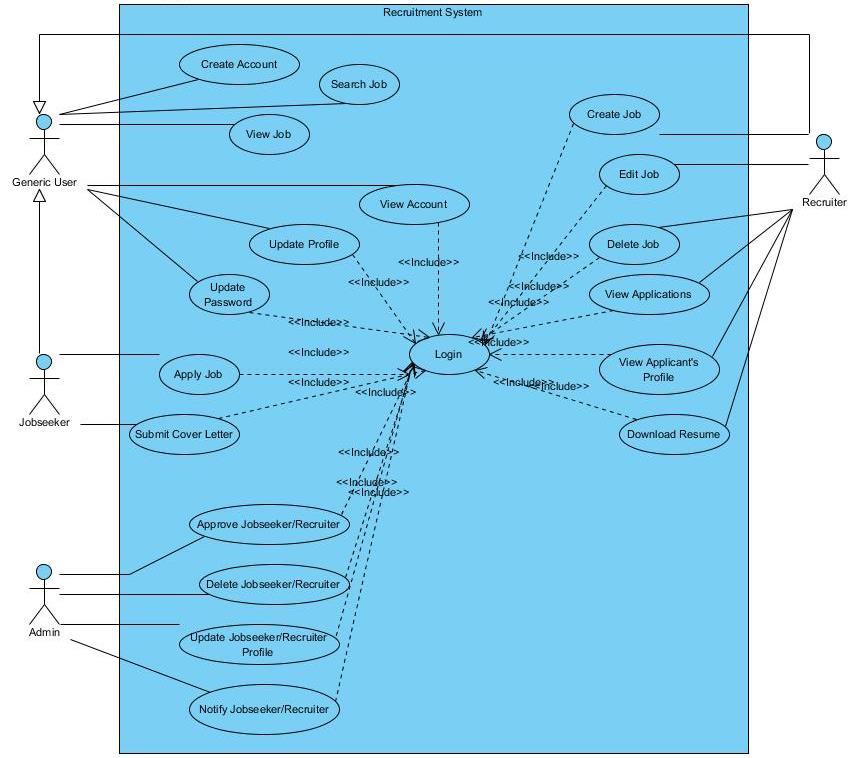 Recruitment System
Create Account
Search Job
View Job
Create Job
Edit Job
Generic User
Recruiter
View Account
Update Profile
Delete Job
<<Include>>
<<Include>>
<<Include>>
<<Include>>
<<Include>>
Update
Password
View Applications
<<Include>>
<<Include>>
<<Include>>
Login
View Applicant's
Profile
Apply Job
<<Include>>
<<Include>>
<<Include>>
<<Include>>
Jobseeker
Submit Cover Letter
Download Resume
<<Include>>
<<Include>>
<<Include>>
Approve Jobseeker/Recruiter
Delete Jobseeker/Recruiter
Admin
Update Jobseeker/Recruiter
Profile
Notify Jobseeker/Recruiter